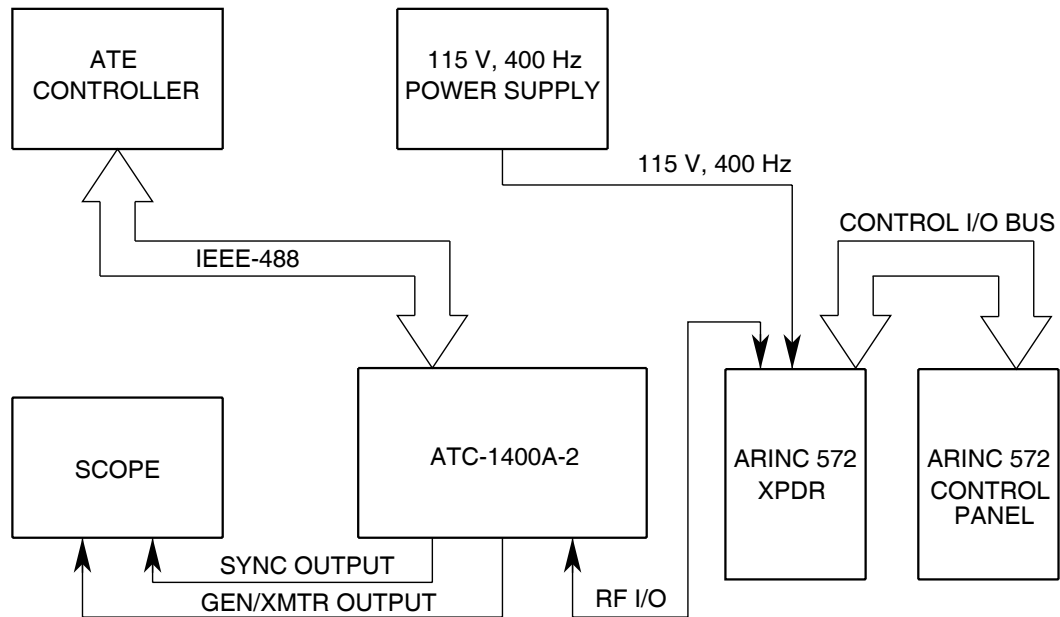 ATE
CONTROLLER
115 V, 400 Hz
POWER SUPPLY
115 V, 400 Hz
CONTROL I/O BUS
IEEE-488
SCOPE
ATC-1400A-2
ARINC 572
XPDR
ARINC 572
CONTROL
PANEL
SYNC OUTPUT
GEN/XMTR OUTPUT
RF I/O